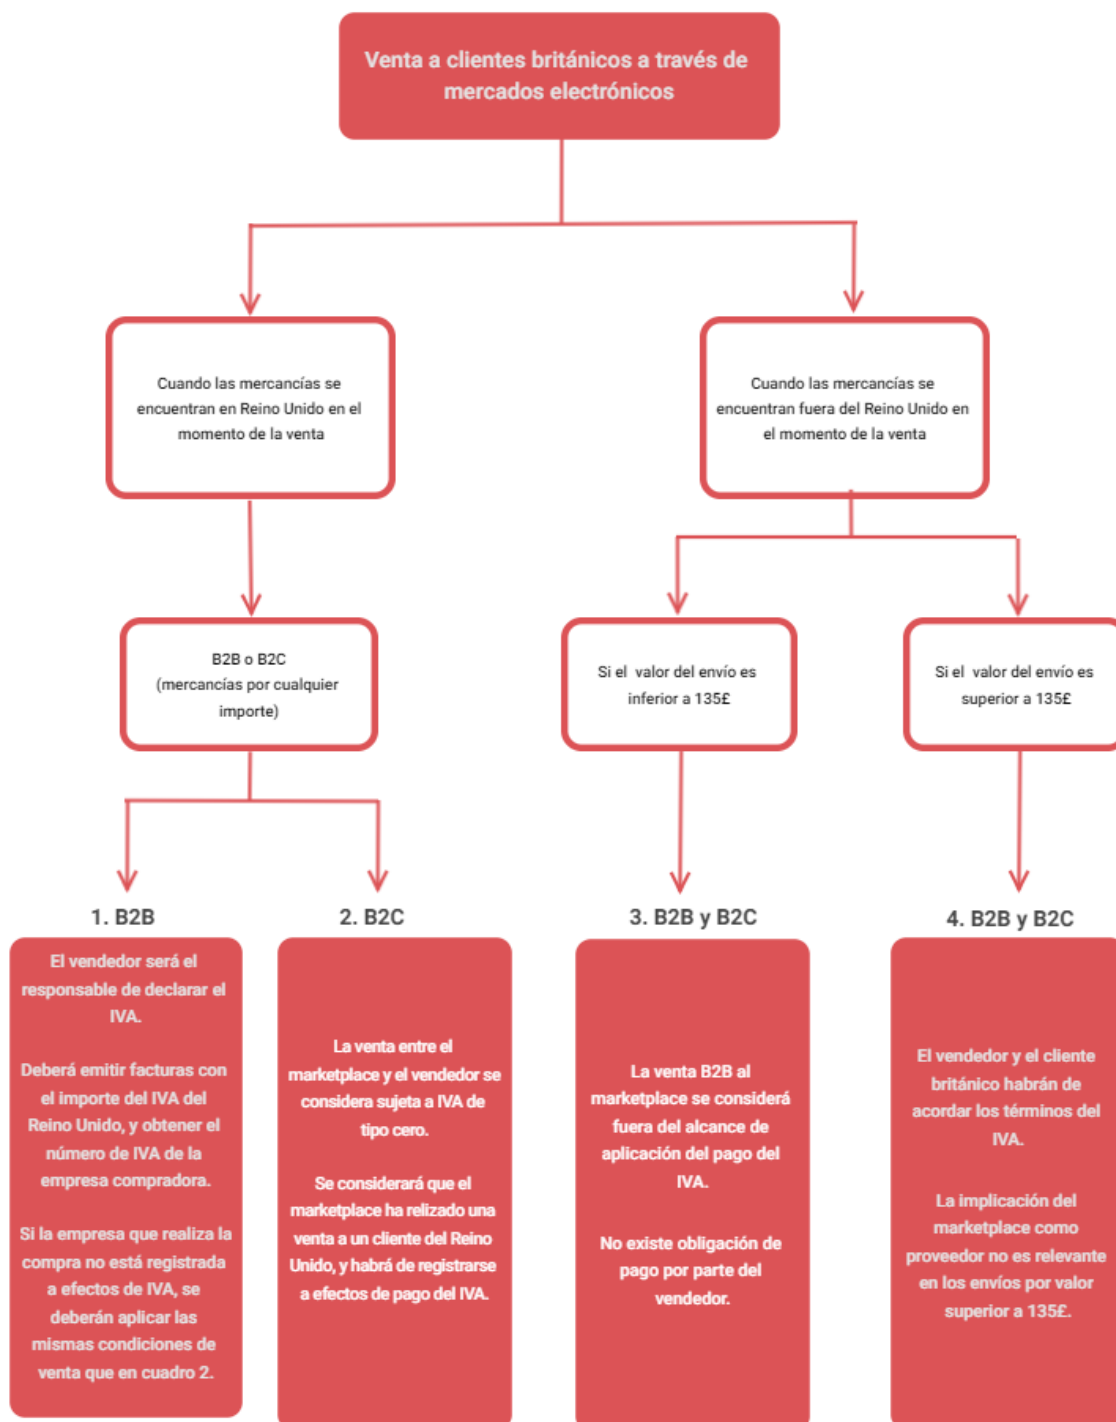 Venta a clientes británicos a través de
mercados electrónicos
Cuando las mercancías se
encuentran en Reino Unido en el
momento de la venta
Cuando las mercancías se
encuentran fuera del Reino Unido en
el momento de la venta
B2B o B2C
(mercancías por cualquier
importe)
Si el valor del envío es
inferior a 135£
Si el valor del envío es
superior a 135£
1. B2B
El vendedor será el
responsable de declarar el
IVA.
Deberá emitir facturas con
el importe del IVA del
Reino Unido, y obtener el
número de IVA de la
empresa compradora.
Si la empresa que realiza la
compra no está registrada
a efectos de IVA, se
deberán aplicar las
mismas condiciones de
venta que en cuadro 2.
2. B2C
La venta entre el
marketplace y el vendedor se
considera sujeta a IVA de
tipo cero.
Se considerará que el
marketplace ha relizado una
venta a un cliente del Reino
Unido, y habrá de registrarse
a efectos de pago del IVA.
3. B2B y B2C
La venta B2B al
marketplace se considerá
fuera del alcance de
aplicación del pago del
IVA.
No existe obligación de
pago por parte del
vendedor.
4. B2B y B2C
El vendedor y el cliente
británico habrán de
acordar los términos del
IVA.
La implicación del
marketplace como
proveedor no es relevante
en los envíos por valor
superior a 135£.